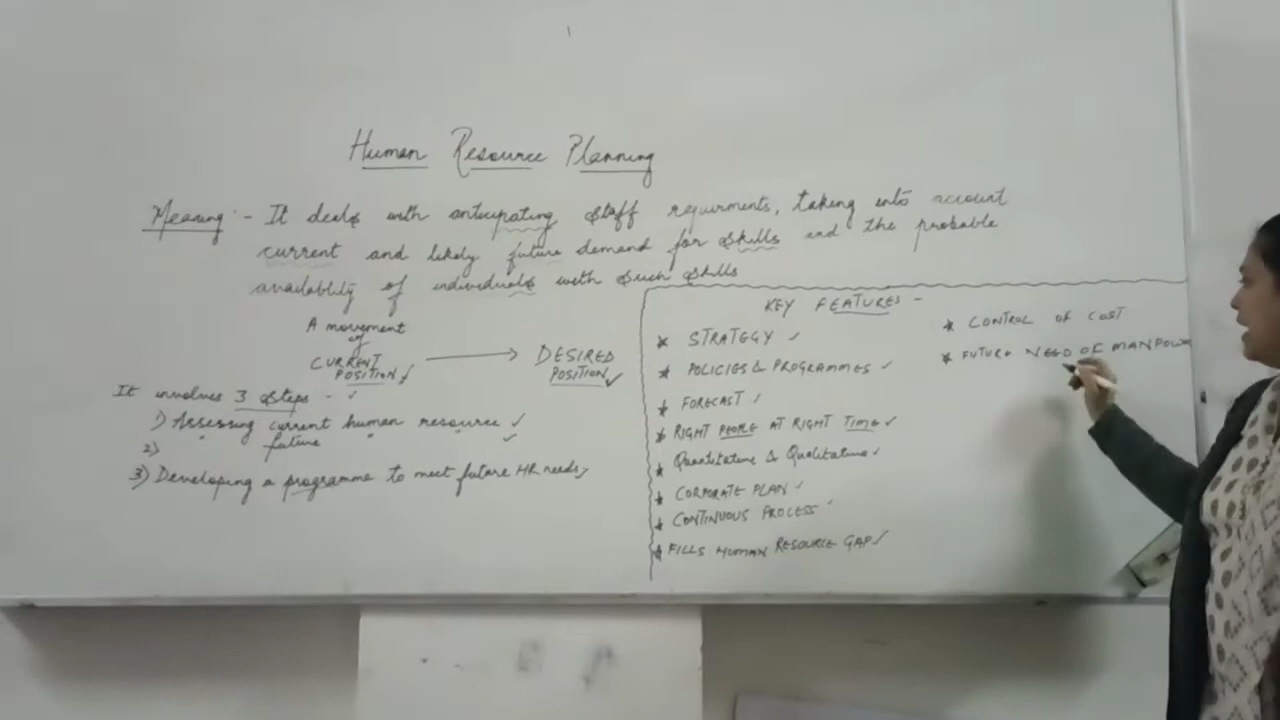 Human Resource Planning
Meaning :- It deals with anticipating staff requirments, taking into account
current and likely future demand for skills and the probable
availablity of individuals with such skills
A movement
of
CURRENT
POSITION → DESIRED
POSITION
It involves 3 steps -
1) Assessing current human resource
2) " future " "
3) Developing a programme to meet future HR needs
KEY FEATURES -
* STRATEGY
* POLICIES & PROGRAMMES
* FORECAST
* RIGHT PEOPLE AT RIGHT TIME
* Quantitative & Qualitative
* CORPORATE PLAN
* CONTINUOUS PROCESS
* FILLS HUMAN RESOURCE GAP
* CONTROL OF COST
* FUTURE NEED OF MANPOWER